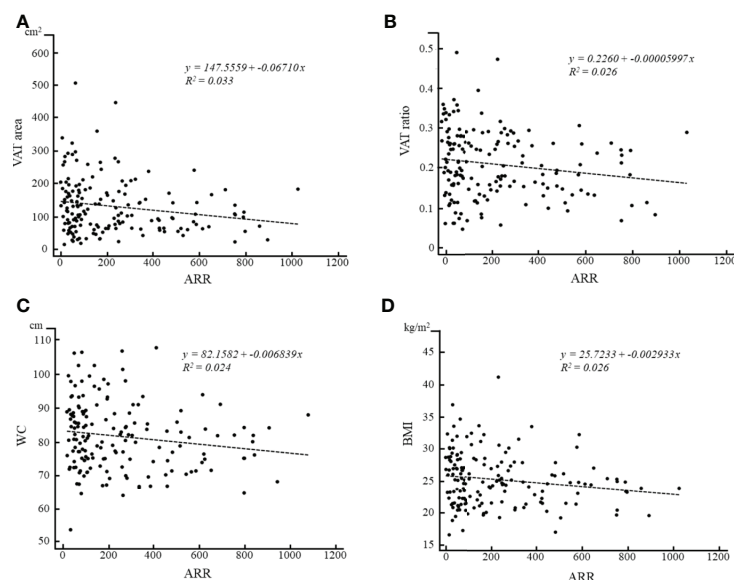 A
cm²
600
500
400
300
200
100
0
VAT area
y = 147.5559 + -0.06710x
R² = 0.033
0 200 400 600 800 1000 1200
ARR
B
0.5
0.4
0.3
0.2
0.1
0
VAT ratio
y = 0.2260 + -0.00005997x
R² = 0.026
0 200 400 600 800 1000 1200
ARR
C
cm
110
100
90
80
70
60
50
WC
y = 82.1582 + -0.006839x
R² = 0.024
0 200 400 600 800 1000 1200
ARR
D
kg/m²
45
40
35
30
25
20
15
BMI
y = 25.7233 + -0.002933x
R² = 0.026
0 200 400 600 800 1000 1200
ARR